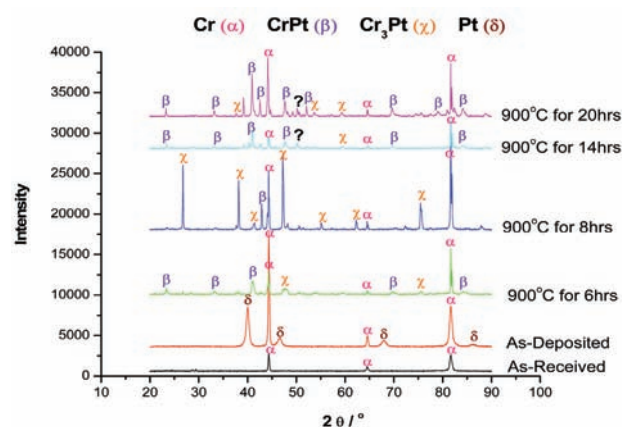 Cr (α) CrPt (β) Cr₃Pt (χ) Pt (δ)
40000
35000
30000
25000
20000
15000
10000
5000
0
Intensity
α
β β χ β β β ? β χ χ α β β β
900°C for 20hrs
α
β β β α β ? χ α β β
900°C for 14hrs
α
χ χ χ β χ χ χ α χ
900°C for 8hrs
α
β β β χ α β χ β
900°C for 6hrs
α
δ δ α δ δ
As-Deposited
α α α
As-Received
10 20 30 40 50 60 70 80 90 100
2 θ / °